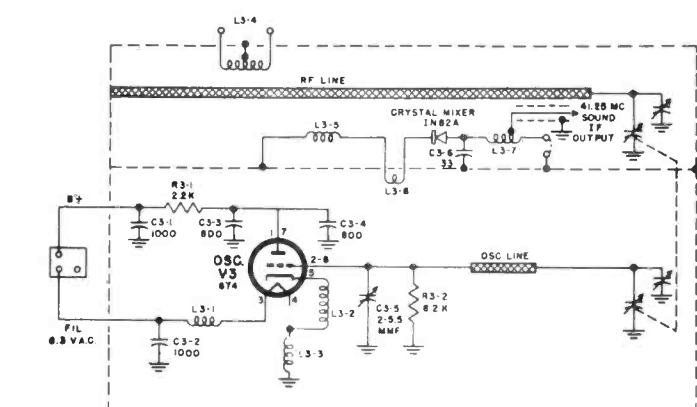 L3-4
RF LINE
L3-5
CRYSTAL MIXER
IN82A
41.25 MC
SOUND
IF
OUTPUT
C3-6
33
L3-7
L3-6
B+
R3-1
2.2K
C3-1
1000
C3-3
800
C3-4
800
1 7
OSC.
V3
6T4
2-6
5
3
4
OSC LINE
L3-1
L3-2
C3-5
2-5.5
MMF
R3-2
8.2K
FIL
6.3 V.A.C.
C3-2
1000
L3-3